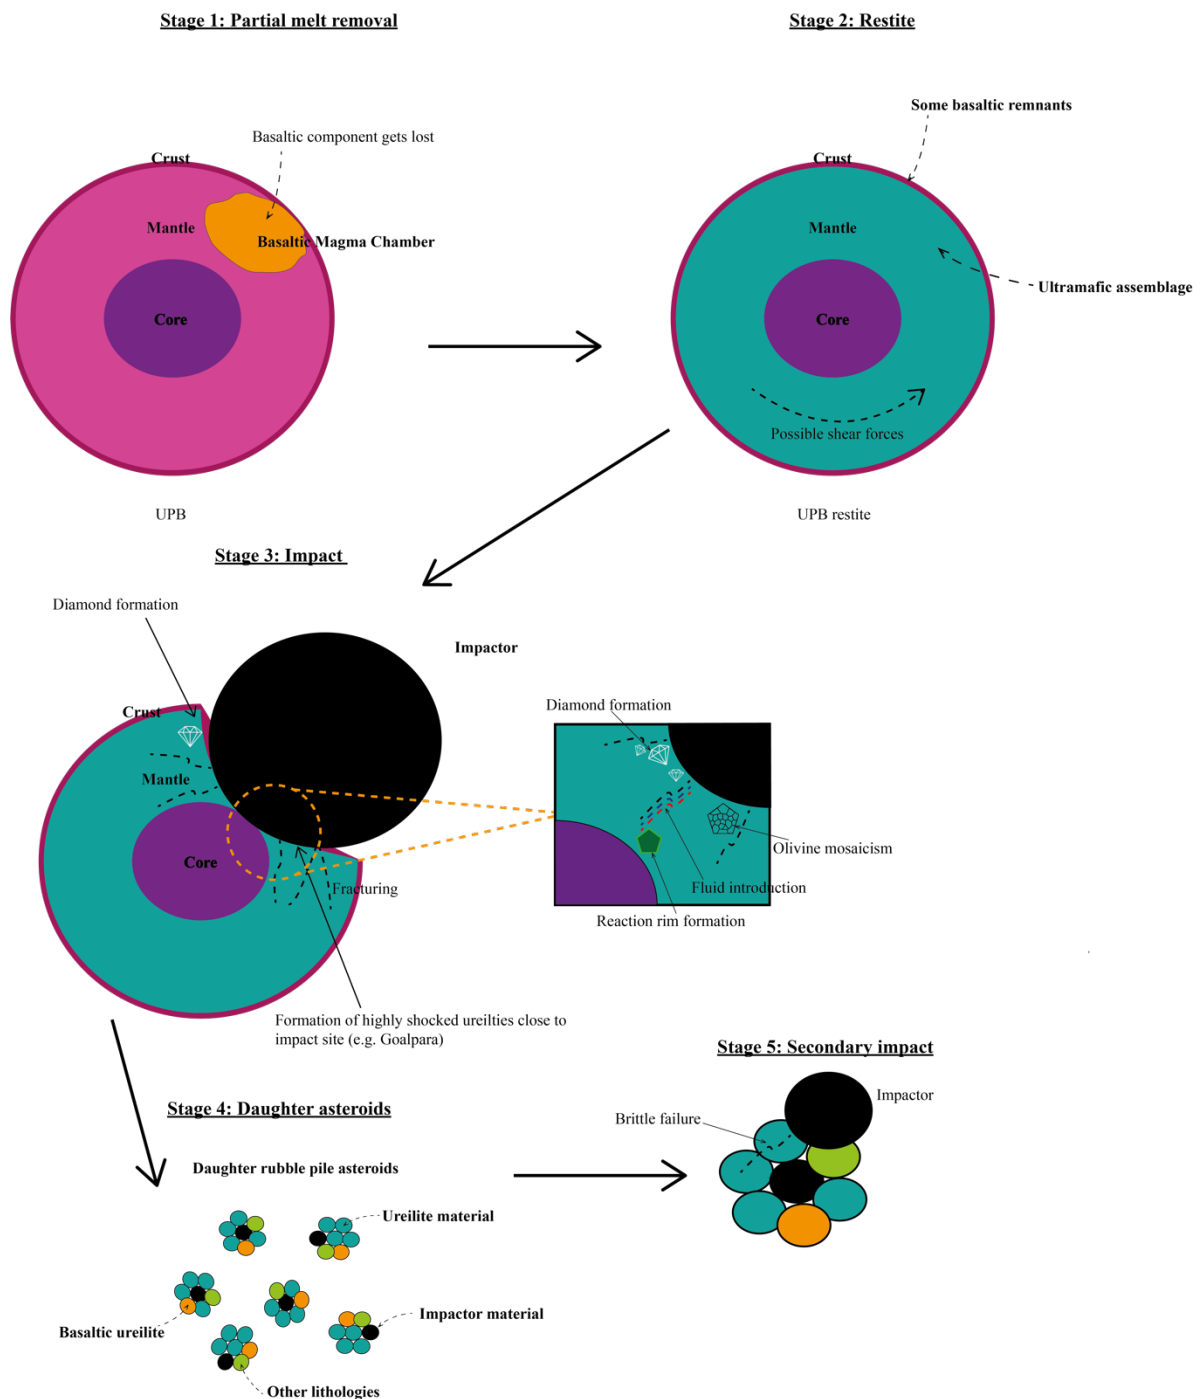 Stage 1: Partial melt removal
Stage 2: Restite
Some basaltic remnants
Basaltic component gets lost
Crust
Mantle
Basaltic Magma Chamber
Core
UPB
Crust
Mantle
Ultramafic assemblage
Core
Possible shear forces
UPB restite
Stage 3: Impact
Diamond formation
Impactor
Crust
Mantle
Core
Fracturing
Formation of highly shocked ureilties close to
impact site (e.g. Goalpara)
Diamond formation
Olivine mosaicism
Fluid introduction
Reaction rim formation
Stage 4: Daughter asteroids
Daughter rubble pile asteroids
Ureilite material
Basaltic ureilite
Impactor material
Other lithologies
Stage 5: Secondary impact
Impactor
Brittle failure